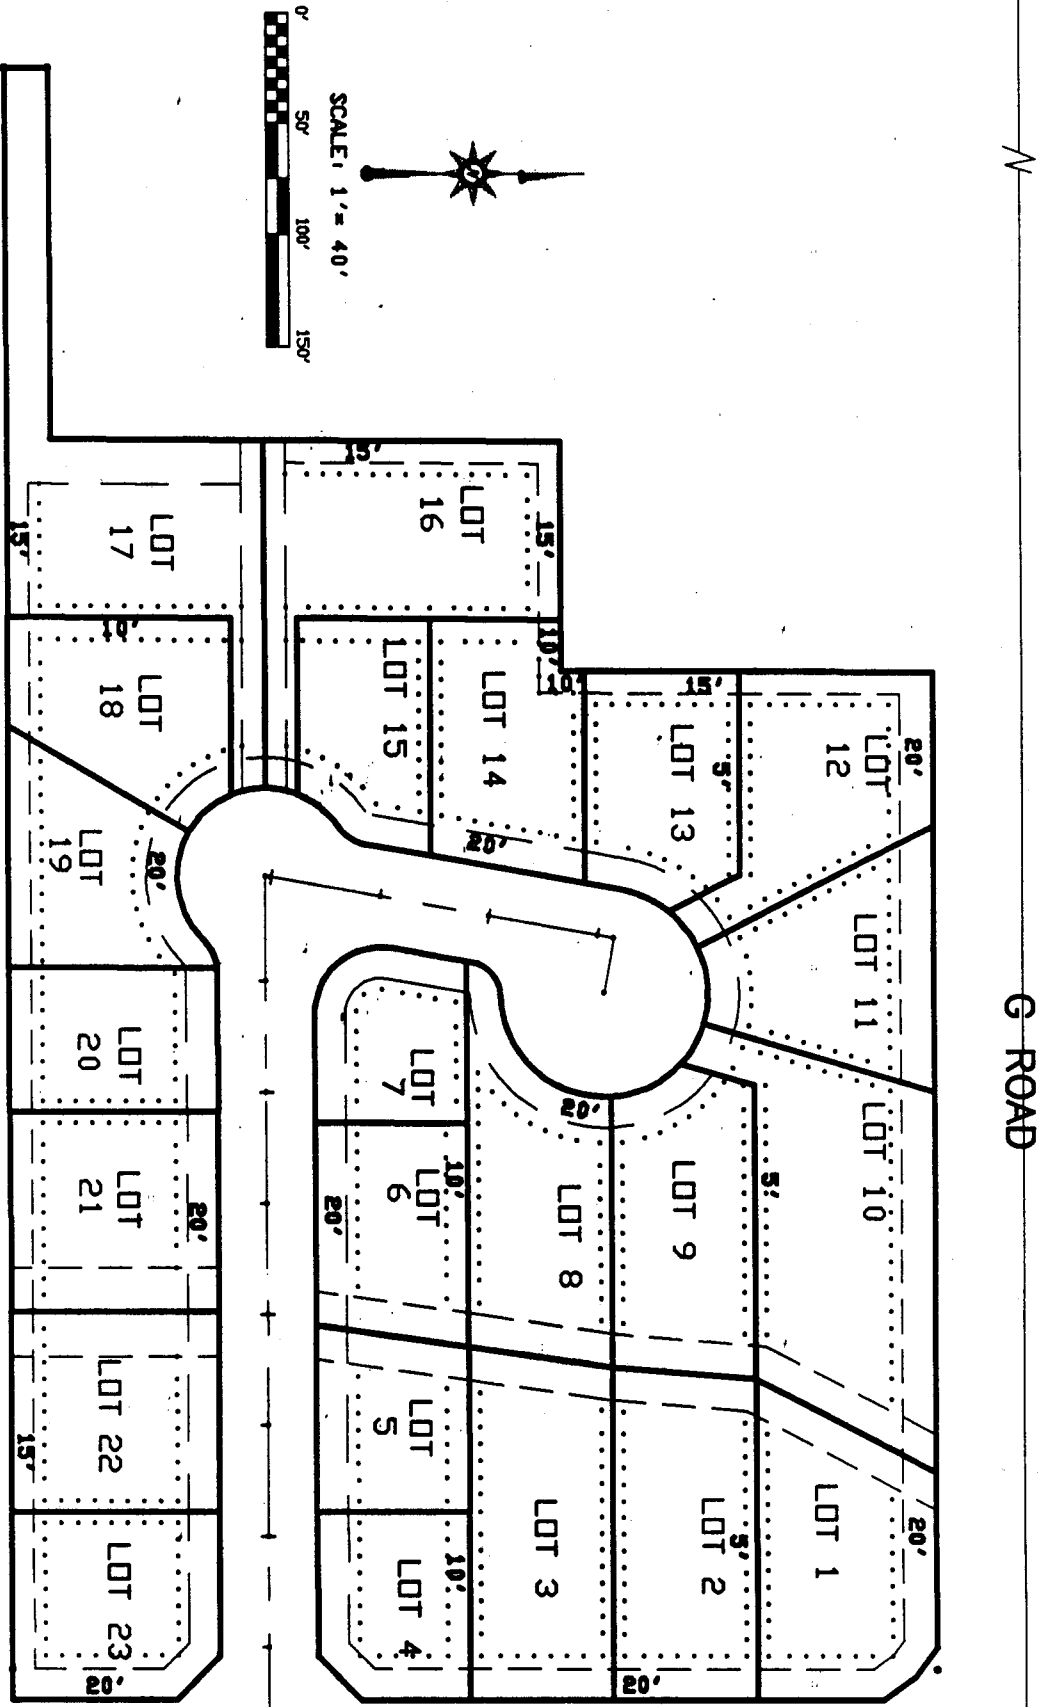 G ROAD
SCALE: 1"= 40'
0'
50'
100'
150'
LOT
12
20'
LOT 11
LOT 10
LOT 1
20'
LOT 13
15'
5'
LOT 9
5'
LOT 2
5'
LOT 8
20'
LOT 3
20'
LOT
16
15'
15'
LOT 14
10'
10'
20'
LOT 15
LOT
7
LOT
6
10'
20'
LOT
5
LOT 4
10'
LOT
17
15'
LOT
18
10'
LOT
19
20'
LOT
20
LOT
21
20'
LOT 22
15'
LOT 23
20'
N